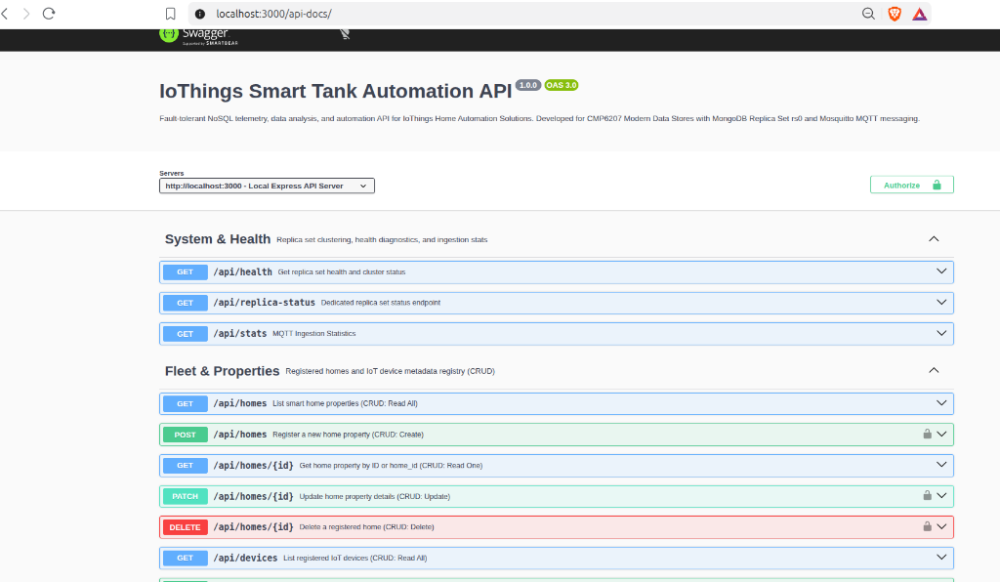 localhost:3000/api-docs/
Swagger
Supported by SMARTBEAR
IoThings Smart Tank Automation API 1.0.0 OAS 3.0
Fault-tolerant NoSQL telemetry, data analysis, and automation API for IoThings Home Automation Solutions. Developed for CMP6207 Modern Data Stores with MongoDB Replica Set rs0 and Mosquitto MQTT messaging.
Servers
http://localhost:3000 - Local Express API Server
Authorize
System & Health Replica set clustering, health diagnostics, and ingestion stats
GET /api/health Get replica set health and cluster status
GET /api/replica-status Dedicated replica set status endpoint
GET /api/stats MQTT Ingestion Statistics
Fleet & Properties Registered homes and IoT device metadata registry (CRUD)
GET /api/homes List smart home properties (CRUD: Read All)
POST /api/homes Register a new home property (CRUD: Create)
GET /api/homes/{id} Get home property by ID or home_id (CRUD: Read One)
PATCH /api/homes/{id} Update home property details (CRUD: Update)
DELETE /api/homes/{id} Delete a registered home (CRUD: Delete)
GET /api/devices List registered IoT devices (CRUD: Read All)